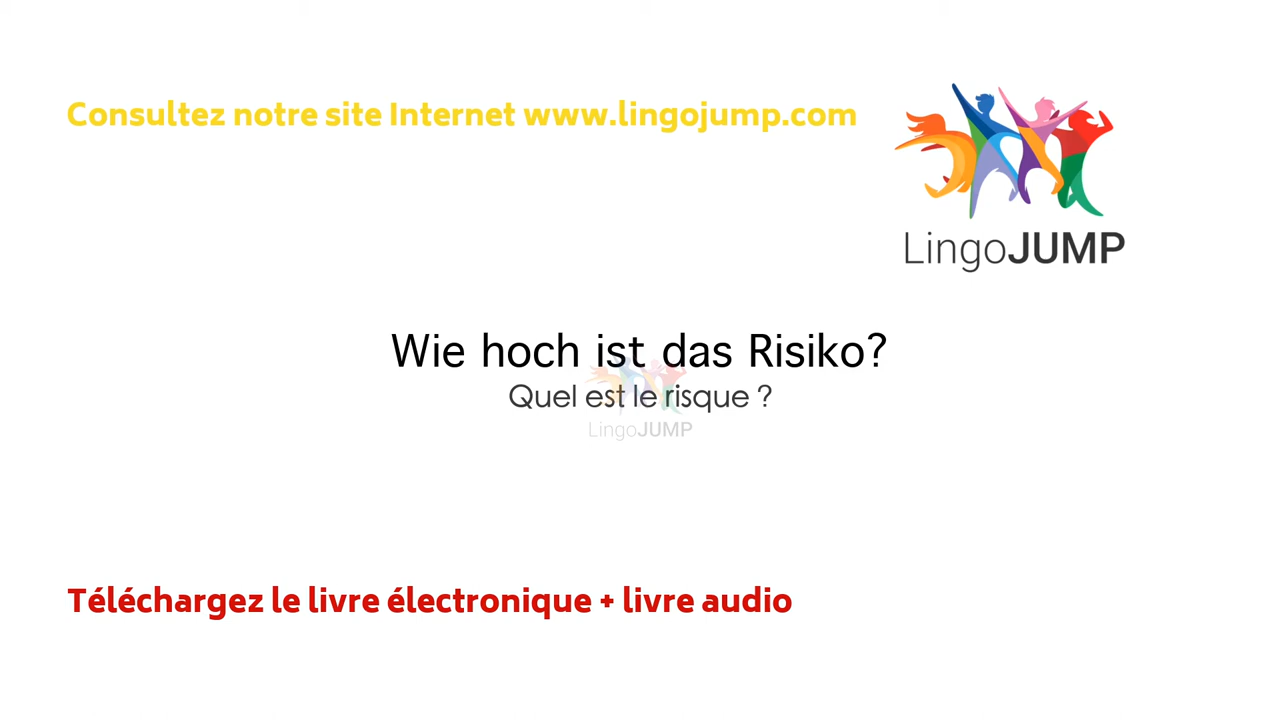 Consultez notre site Internet www.lingojump.com
LingoJUMP
Wie hoch ist das Risiko?
Quel est le risque ?
LingoJUMP
Téléchargez le livre électronique + livre audio